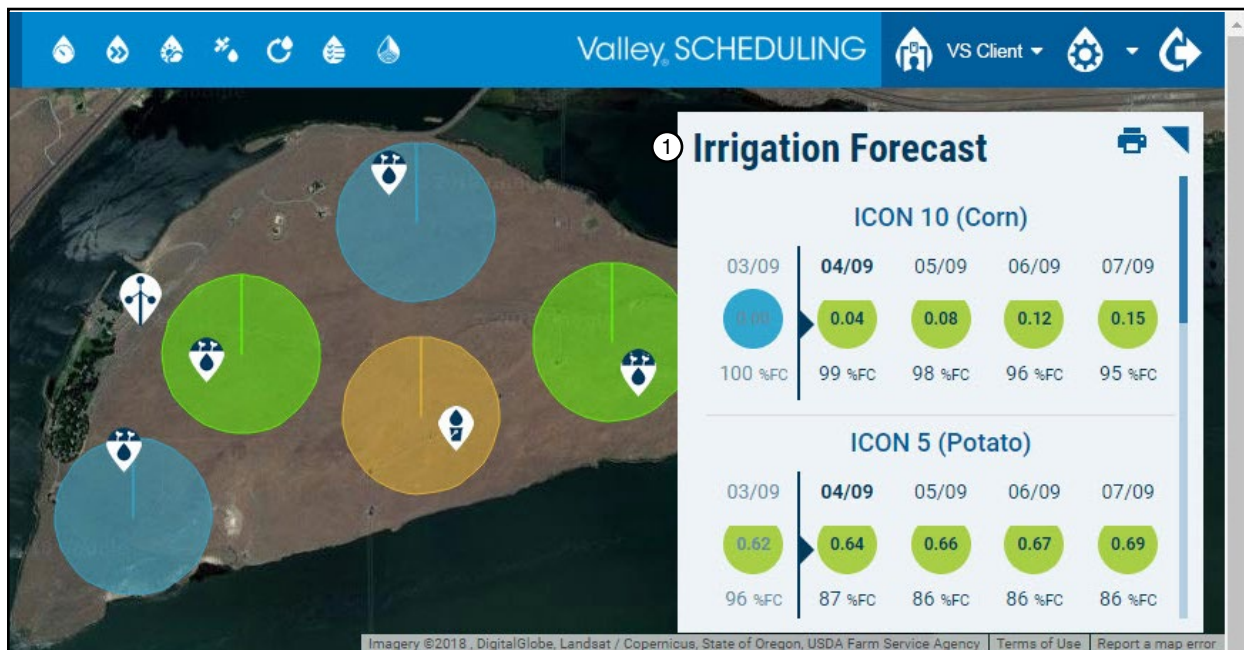 Valley® SCHEDULING
VS Client
1
Irrigation Forecast
ICON 10 (Corn)
03/09 04/09 05/09 06/09 07/09
0.00 0.04 0.08 0.12 0.15
100 %FC 99 %FC 98 %FC 96 %FC 95 %FC
ICON 5 (Potato)
03/09 04/09 05/09 06/09 07/09
0.62 0.64 0.66 0.67 0.69
96 %FC 87 %FC 86 %FC 86 %FC 86 %FC
Imagery ©2018 , DigitalGlobe, Landsat / Copernicus, State of Oregon, USDA Farm Service Agency Terms of Use Report a map error